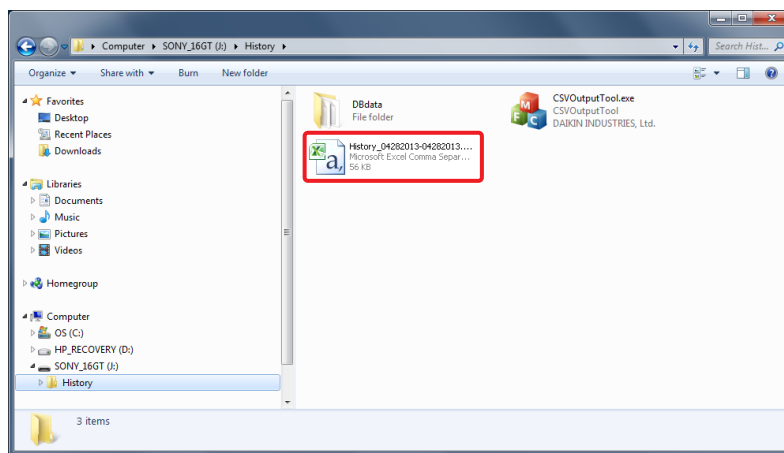 Computer ▸ SONY_16GT (J:) ▸ History ▸
Search Hist...
Organize Share with Burn New folder
Favorites
Desktop
Recent Places
Downloads
Libraries
Documents
Music
Pictures
Videos
Homegroup
Computer
OS (C:)
HP_RECOVERY (D:)
SONY_16GT (J:)
History
DBdata
File folder
M
F C
CSVOutputTool.exe
CSVOutputTool
DAIKIN INDUSTRIES, Ltd.
X
a,
History_04282013-04282013....
Microsoft Excel Comma Separ...
56 KB
3 items